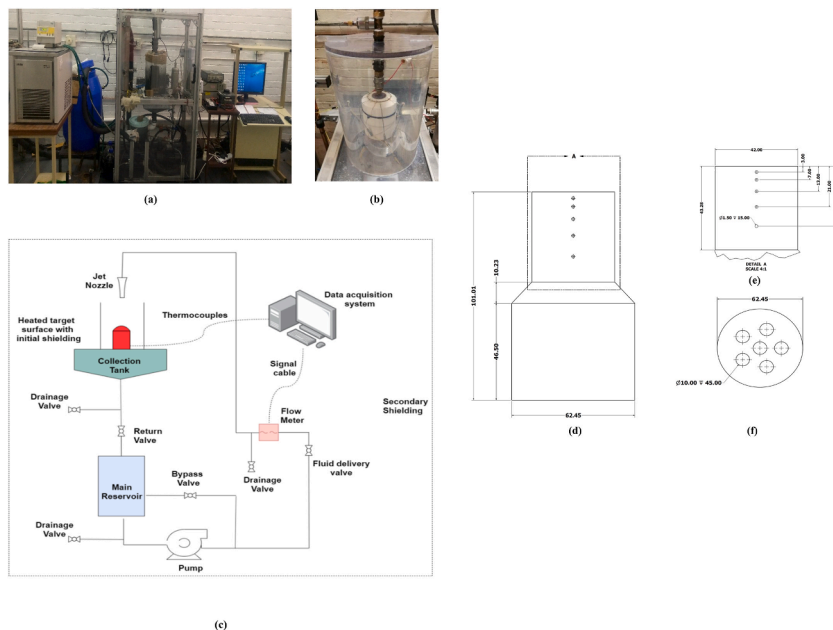 (a)
(b)
Jet
Nozzle
Heated target
surface with
initial shielding
Thermocouples
Data acquisition
system
Collection
Tank
Signal
cable
Drainage
Valve
Return
Valve
Flow
Meter
Secondary
Shielding
Main
Reservoir
Bypass
Valve
Drainage
Valve
Fluid delivery
valve
Drainage
Valve
Pump
(c)
A
101.01
10.23
46.50
62.45
(d)
42.00
3.00
7.00
13.00
21.00
43.20
Ø1.50 ↧ 15.00
DETAIL A
SCALE 4:1
(e)
62.45
Ø10.00 ↧ 45.00
(f)